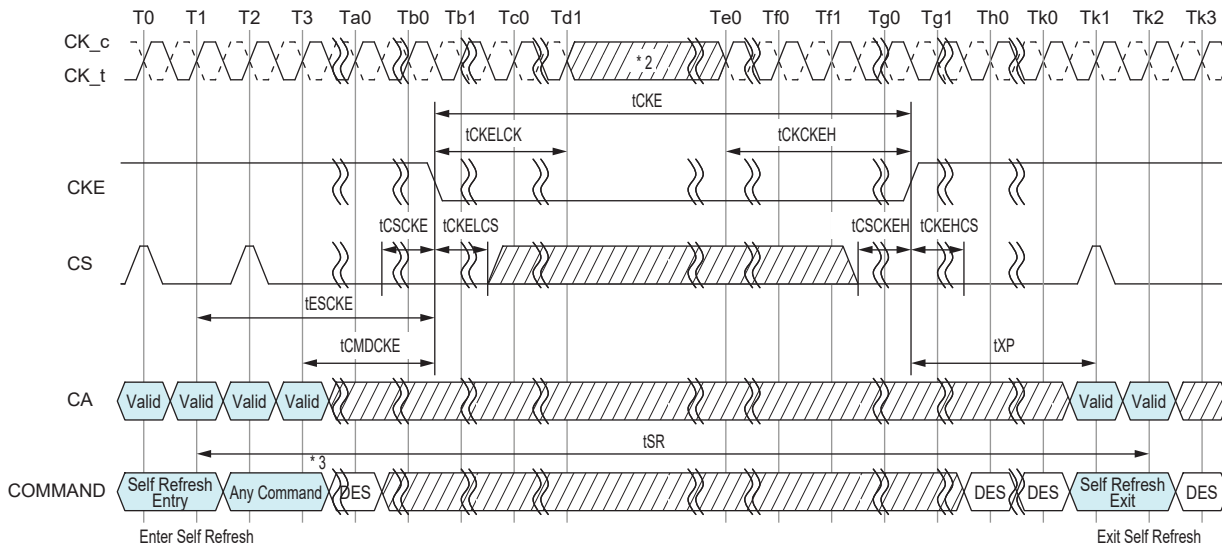 T0 T1 T2 T3 Ta0 Tb0 Tb1 Tc0 Td1 Te0 Tf0 Tf1 Tg0 Tg1 Th0 Tk0 Tk1 Tk2 Tk3
CK_c
CK_t
* 2
tCKE
tCKELCK tCKCKEH
CKE
tCSCKE tCKELCS tCSCKEH tCKEHCS
CS
tESCKE
tCMDCKE tXP
CA Valid Valid Valid Valid Valid Valid
tSR
* 3
COMMAND Self Refresh Entry Any Command DES DES DES Self Refresh Exit DES
Enter Self Refresh Exit Self Refresh